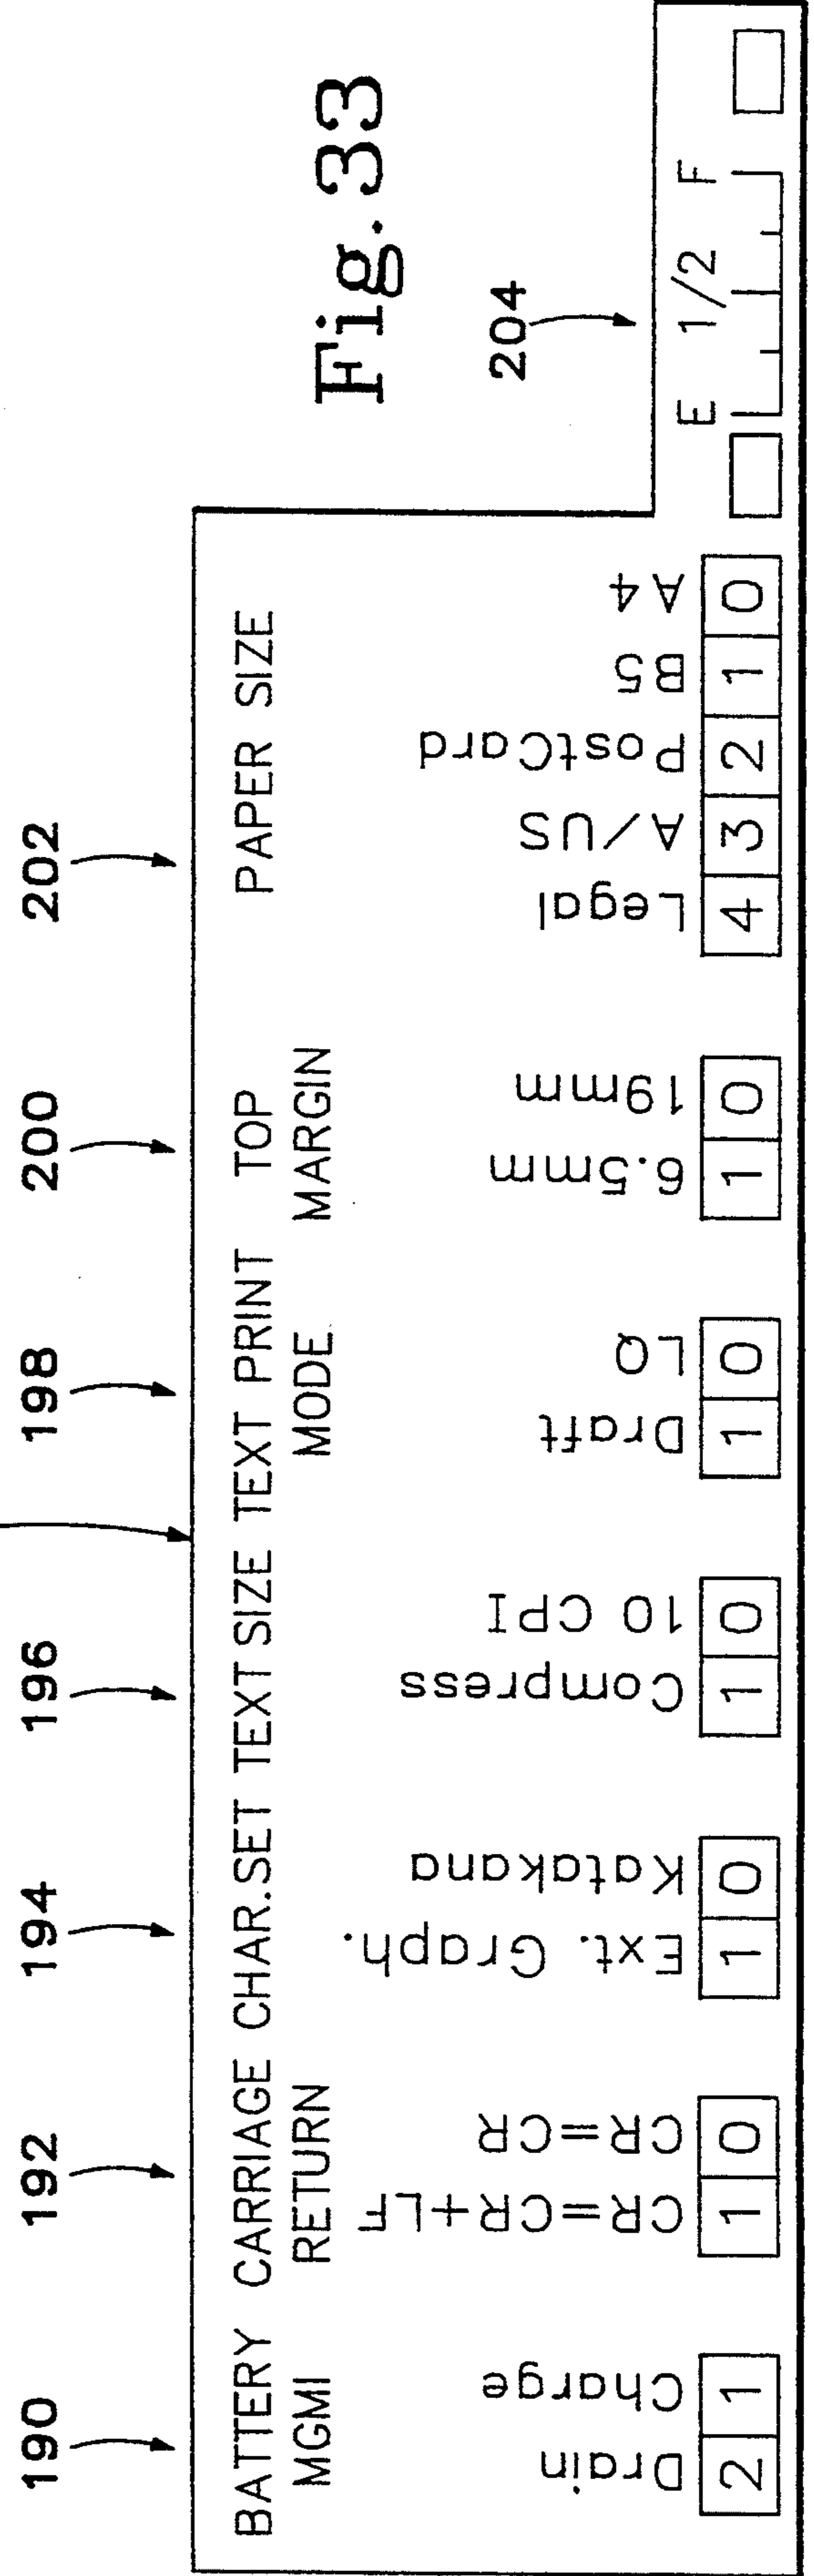 Fig. 33
190
192
194
196
198
200
202
204
BATTERY
MGMI
CARRIAGE
RETURN
CHAR.SET
TEXT SIZE
TEXT PRINT
MODE
TOP
MARGIN
PAPER SIZE
Drain
Charge
2 1
CR=CR+LF
CR=CR
1 0
Ext. Graph.
Katakana
1 0
Compress
10 CPI
1 0
Draft
LQ
1 0
6.5mm
19mm
1 0
Legal
A/US
PostCard
B5
A4
4 3 2 1 0
E 1/2 F